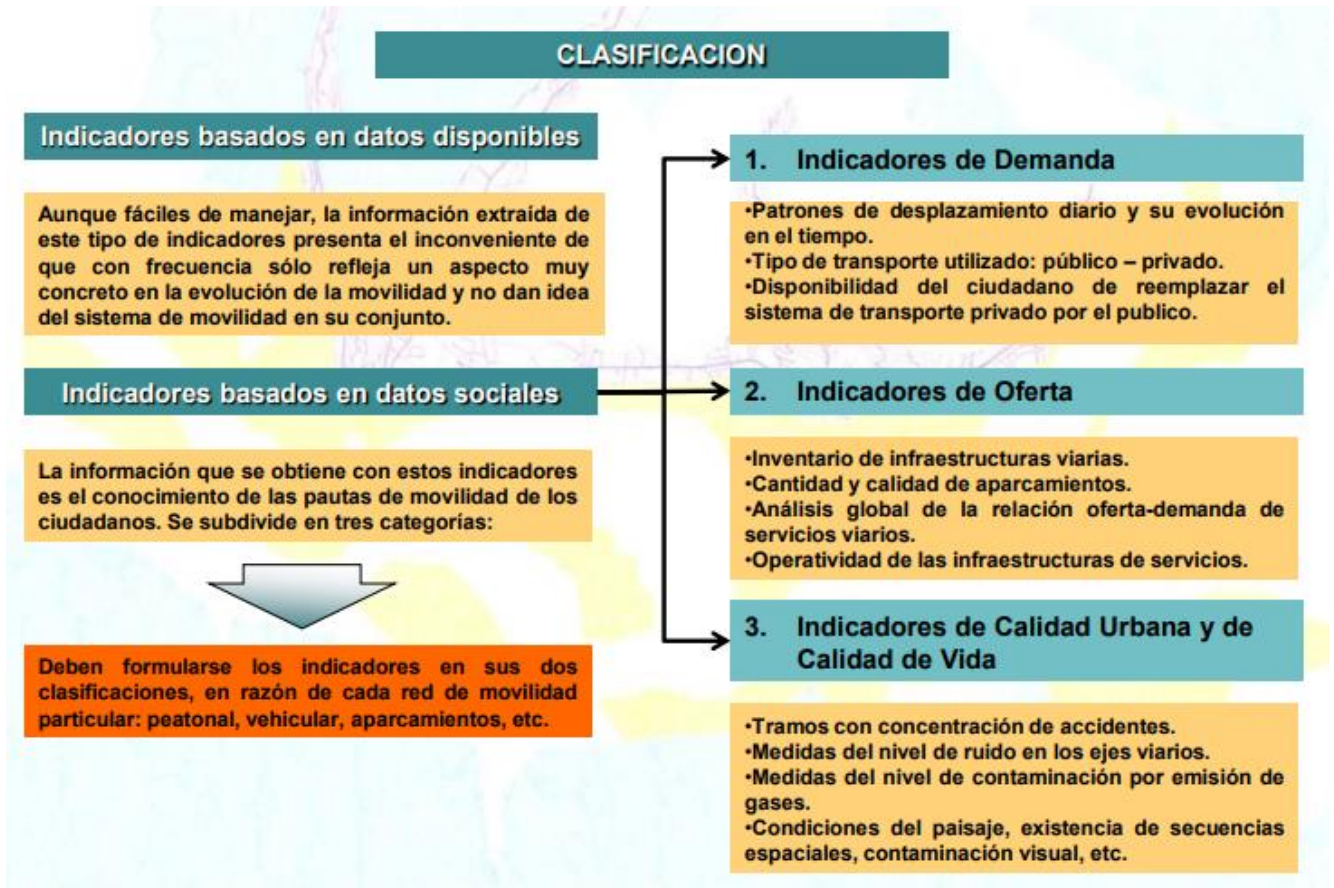 CLASIFICACION
Indicadores basados en datos disponibles
Aunque fáciles de manejar, la información extraída de
este tipo de indicadores presenta el inconveniente de
que con frecuencia sólo refleja un aspecto muy
concreto en la evolución de la movilidad y no dan idea
del sistema de movilidad en su conjunto.
Indicadores basados en datos sociales
La información que se obtiene con estos indicadores
es el conocimiento de las pautas de movilidad de los
ciudadanos. Se subdivide en tres categorías:
Deben formularse los indicadores en sus dos
clasificaciones, en razón de cada red de movilidad
particular: peatonal, vehicular, aparcamientos, etc.
1. Indicadores de Demanda
•Patrones de desplazamiento diario y su evolución
en el tiempo.
•Tipo de transporte utilizado: público – privado.
•Disponibilidad del ciudadano de reemplazar el
sistema de transporte privado por el publico.
2. Indicadores de Oferta
•Inventario de infraestructuras viarias.
•Cantidad y calidad de aparcamientos.
•Análisis global de la relación oferta-demanda de
servicios viarios.
•Operatividad de las infraestructuras de servicios.
3. Indicadores de Calidad Urbana y de
Calidad de Vida
•Tramos con concentración de accidentes.
•Medidas del nivel de ruido en los ejes viarios.
•Medidas del nivel de contaminación por emisión de
gases.
•Condiciones del paisaje, existencia de secuencias
espaciales, contaminación visual, etc.